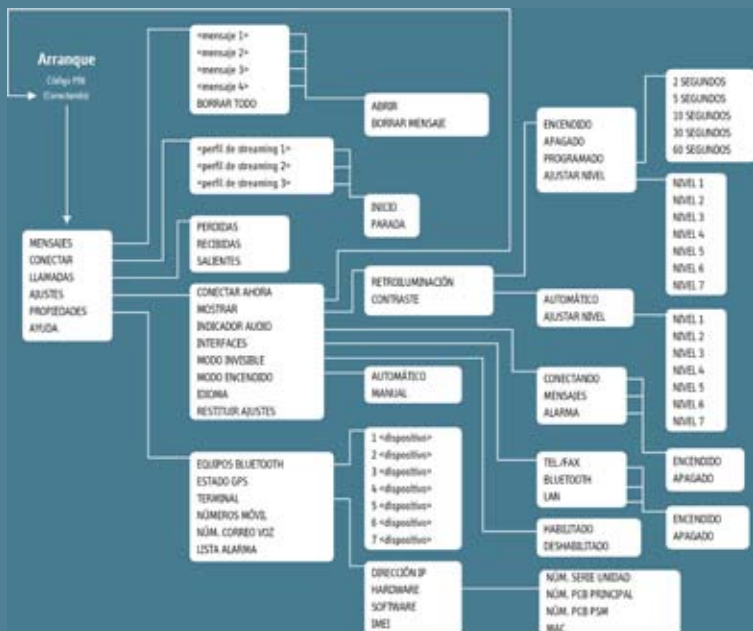 Arranque
Código PIN
(Conectando)
MENSAJES
CONECTAR
LLAMADAS
AJUSTES
PROPIEDADES
AYUDA
<mensaje 1>
<mensaje 2>
<mensaje 3>
<mensaje 4>
BORRAR TODO
ABRIR
BORRAR MENSAJE
<perfil de streaming 1>
<perfil de streaming 2>
<perfil de streaming 3>
INICIO
PARADA
PERDIDAS
RECIBIDAS
SALIENTES
CONECTAR AHORA
MOSTRAR
INDICADOR AUDIO
INTERFACES
MODO INVISIBLE
MODO ENCENDIDO
IDIOMA
RESTITUIR AJUSTES
RETROILUMINACIÓN
CONTRASTE
AUTOMÁTICO
MANUAL
ENCENDIDO
APAGADO
PROGRAMADO
AJUSTAR NIVEL
2 SEGUNDOS
5 SEGUNDOS
10 SEGUNDOS
30 SEGUNDOS
60 SEGUNDOS
NIVEL 1
NIVEL 2
NIVEL 3
NIVEL 4
NIVEL 5
NIVEL 6
NIVEL 7
AUTOMÁTICO
AJUSTAR NIVEL
NIVEL 1
NIVEL 2
NIVEL 3
NIVEL 4
NIVEL 5
NIVEL 6
NIVEL 7
CONECTANDO
MENSAJES
ALARMA
ENCENDIDO
APAGADO
TEL./FAX
BLUETOOTH
LAN
ENCENDIDO
APAGADO
HABILITADO
DESHABILITADO
EQUIPOS BLUETOOTH
ESTADO GPS
TERMINAL
NÚMEROS MÓVIL
NÚM. CORREO VOZ
LISTA ALARMA
1 <dispositivo>
2 <dispositivo>
3 <dispositivo>
4 <dispositivo>
5 <dispositivo>
6 <dispositivo>
7 <dispositivo>
DIRECCIÓN IP
HARDWARE
SOFTWARE
IMEI
NÚM. SERIE UNIDAD
NÚM. PCB PRINCIPAL
NÚM. PCB PSM
MAC